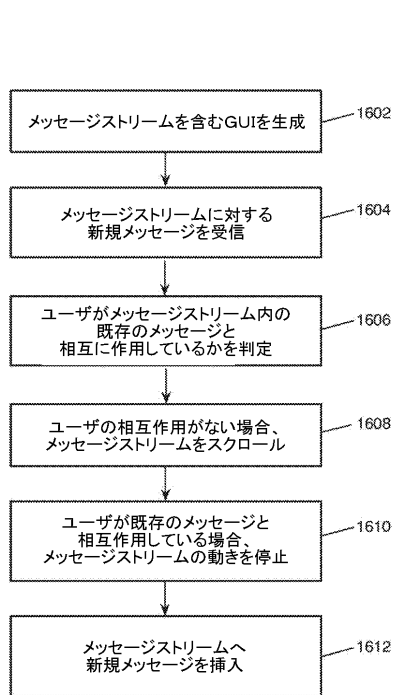 メッセージストリームを含むGUIを生成
1602
メッセージストリームに対する
新規メッセージを受信
1604
ユーザがメッセージストリーム内の
既存のメッセージと
相互に作用しているかを判定
1606
ユーザの相互作用がない場合、
メッセージストリームをスクロール
1608
ユーザが既存のメッセージと
相互作用している場合、
メッセージストリームの動きを停止
1610
メッセージストリームへ
新規メッセージを挿入
1612